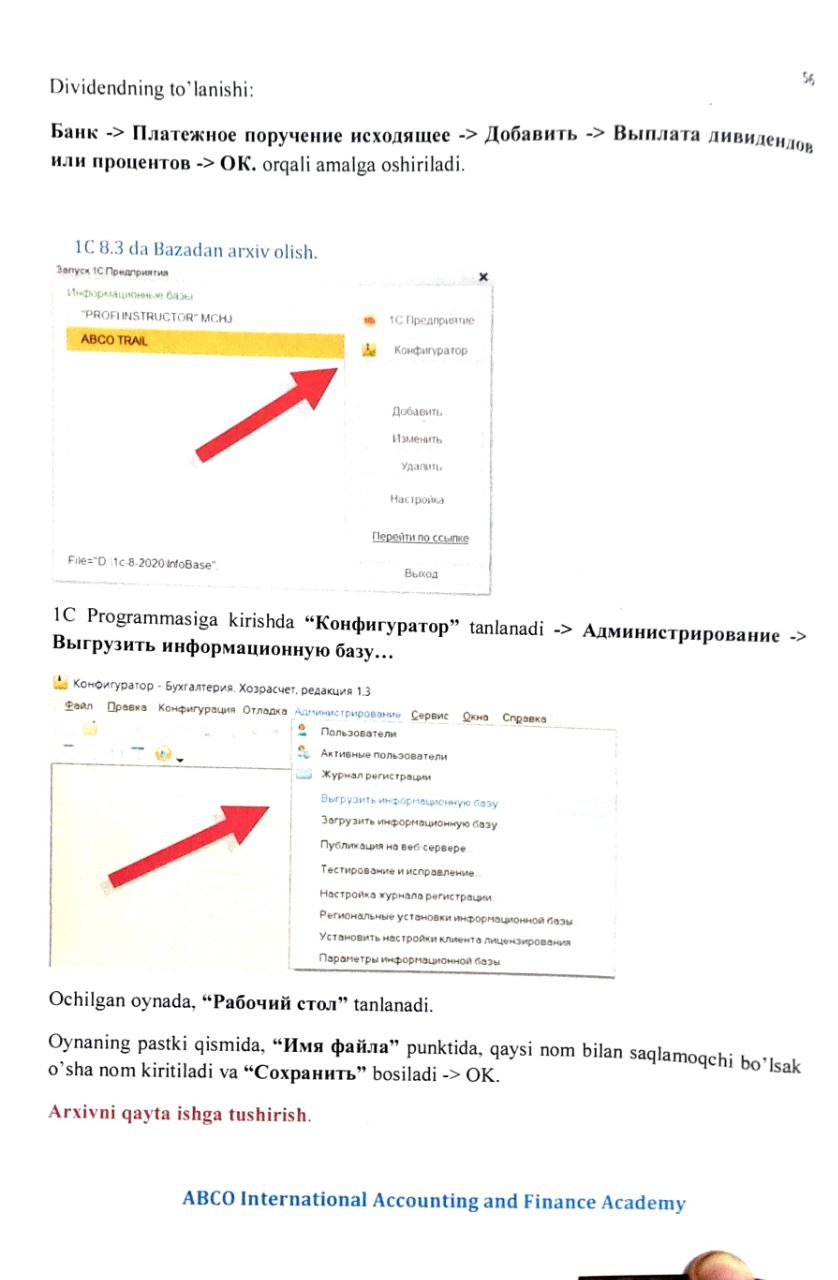 56
Dividendning to`lanishi:
Банк -> Платежное поручение исходящее -> Добавить -> Выплата дивидендов
или процентов -> ОК. orqali amalga oshiriladi.
1C 8.3 da Bazadan arxiv olish.
Запуск 1С:Предприятия
Информационные базы
"PROFI INSTRUCTOR" MCHJ
1С:Предприятие
ABCO TRAIL
Конфигуратор
Добавить
Изменить
Удалить
Настройка
Перейти по ссылке
File="D:\1c-8-2020\InfoBase";
Выход
1C Programmasiga kirishda “Конфигуратор” tanlanadi -> Администрирование ->
Выгрузить информационную базу…
Конфигуратор - Бухгалтерия. Хозрасчет, редакция 1.3
Файл Правка Конфигурация Отладка Администрирование Сервис Окна Справка
Пользователи
Активные пользователи
Журнал регистрации
Выгрузить информационную базу
Загрузить информационную базу
Публикация на веб-сервере...
Тестирование и исправление...
Настройка журнала регистрации
Региональные установки информационной базы
Установить настройки клиента лицензирования
Параметры информационной базы
Ochilgan oynada, “Рабочий стол” tanlanadi.
Oynaning pastki qismida, “Имя файла” punktida, qaysi nom bilan saqlamoqchi bo`lsak
o`sha nom kiritiladi va “Сохранить” bosiladi -> OK.
Arxivni qayta ishga tushirish.
ABCO International Accounting and Finance Academy